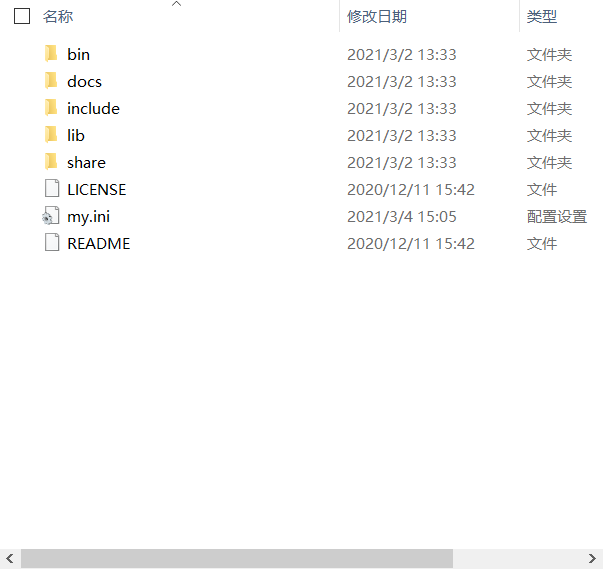 名称 修改日期 类型
bin 2021/3/2 13:33 文件夹
docs 2021/3/2 13:33 文件夹
include 2021/3/2 13:33 文件夹
lib 2021/3/2 13:33 文件夹
share 2021/3/2 13:33 文件夹
LICENSE 2020/12/11 15:42 文件
my.ini 2021/3/4 15:05 配置设置
README 2020/12/11 15:42 文件